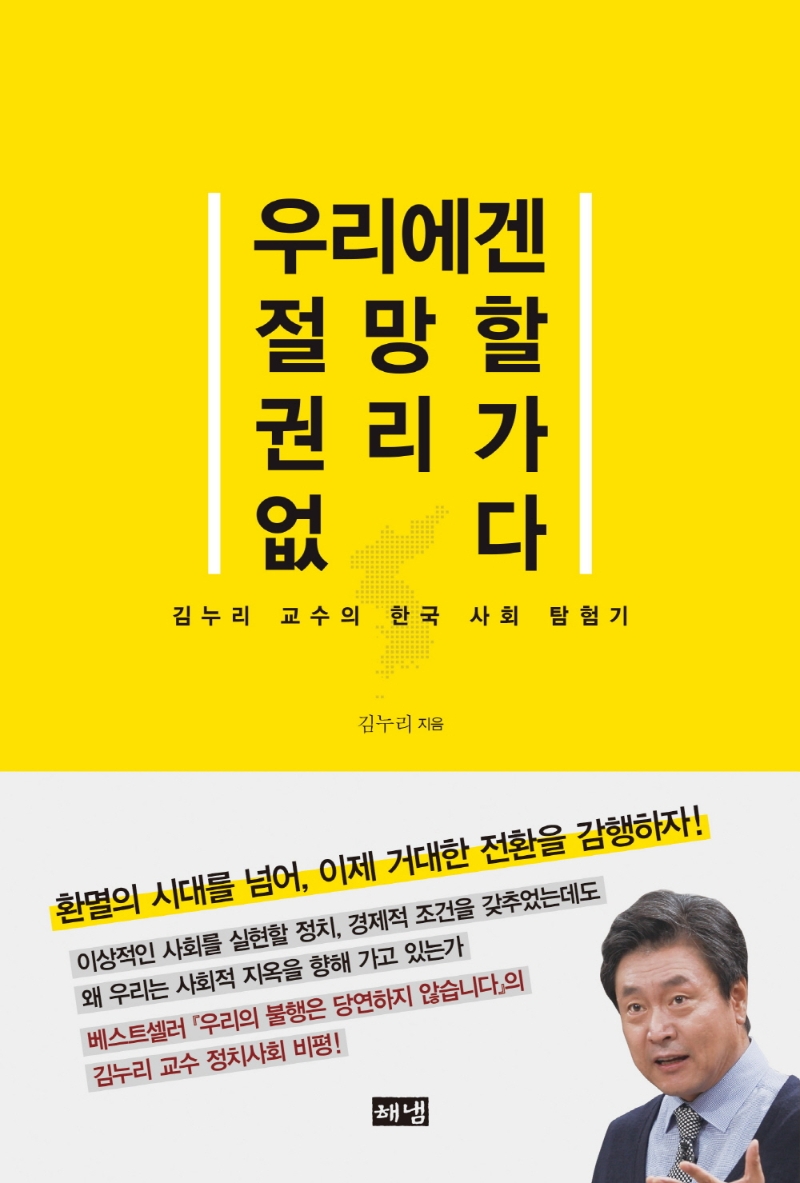 우리에겐
절망할
권리가
없다
김누리 교수의 한국 사회 탐험기
김누리 지음
환멸의 시대를 넘어, 이제 거대한 전환을 감행하자!
이상적인 사회를 실현할 정치, 경제적 조건을 갖추었는데도
왜 우리는 사회적 지옥을 향해 가고 있는가
베스트셀러 『우리의 불행은 당연하지 않습니다』의
김누리 교수 정치사회 비평!
해냄